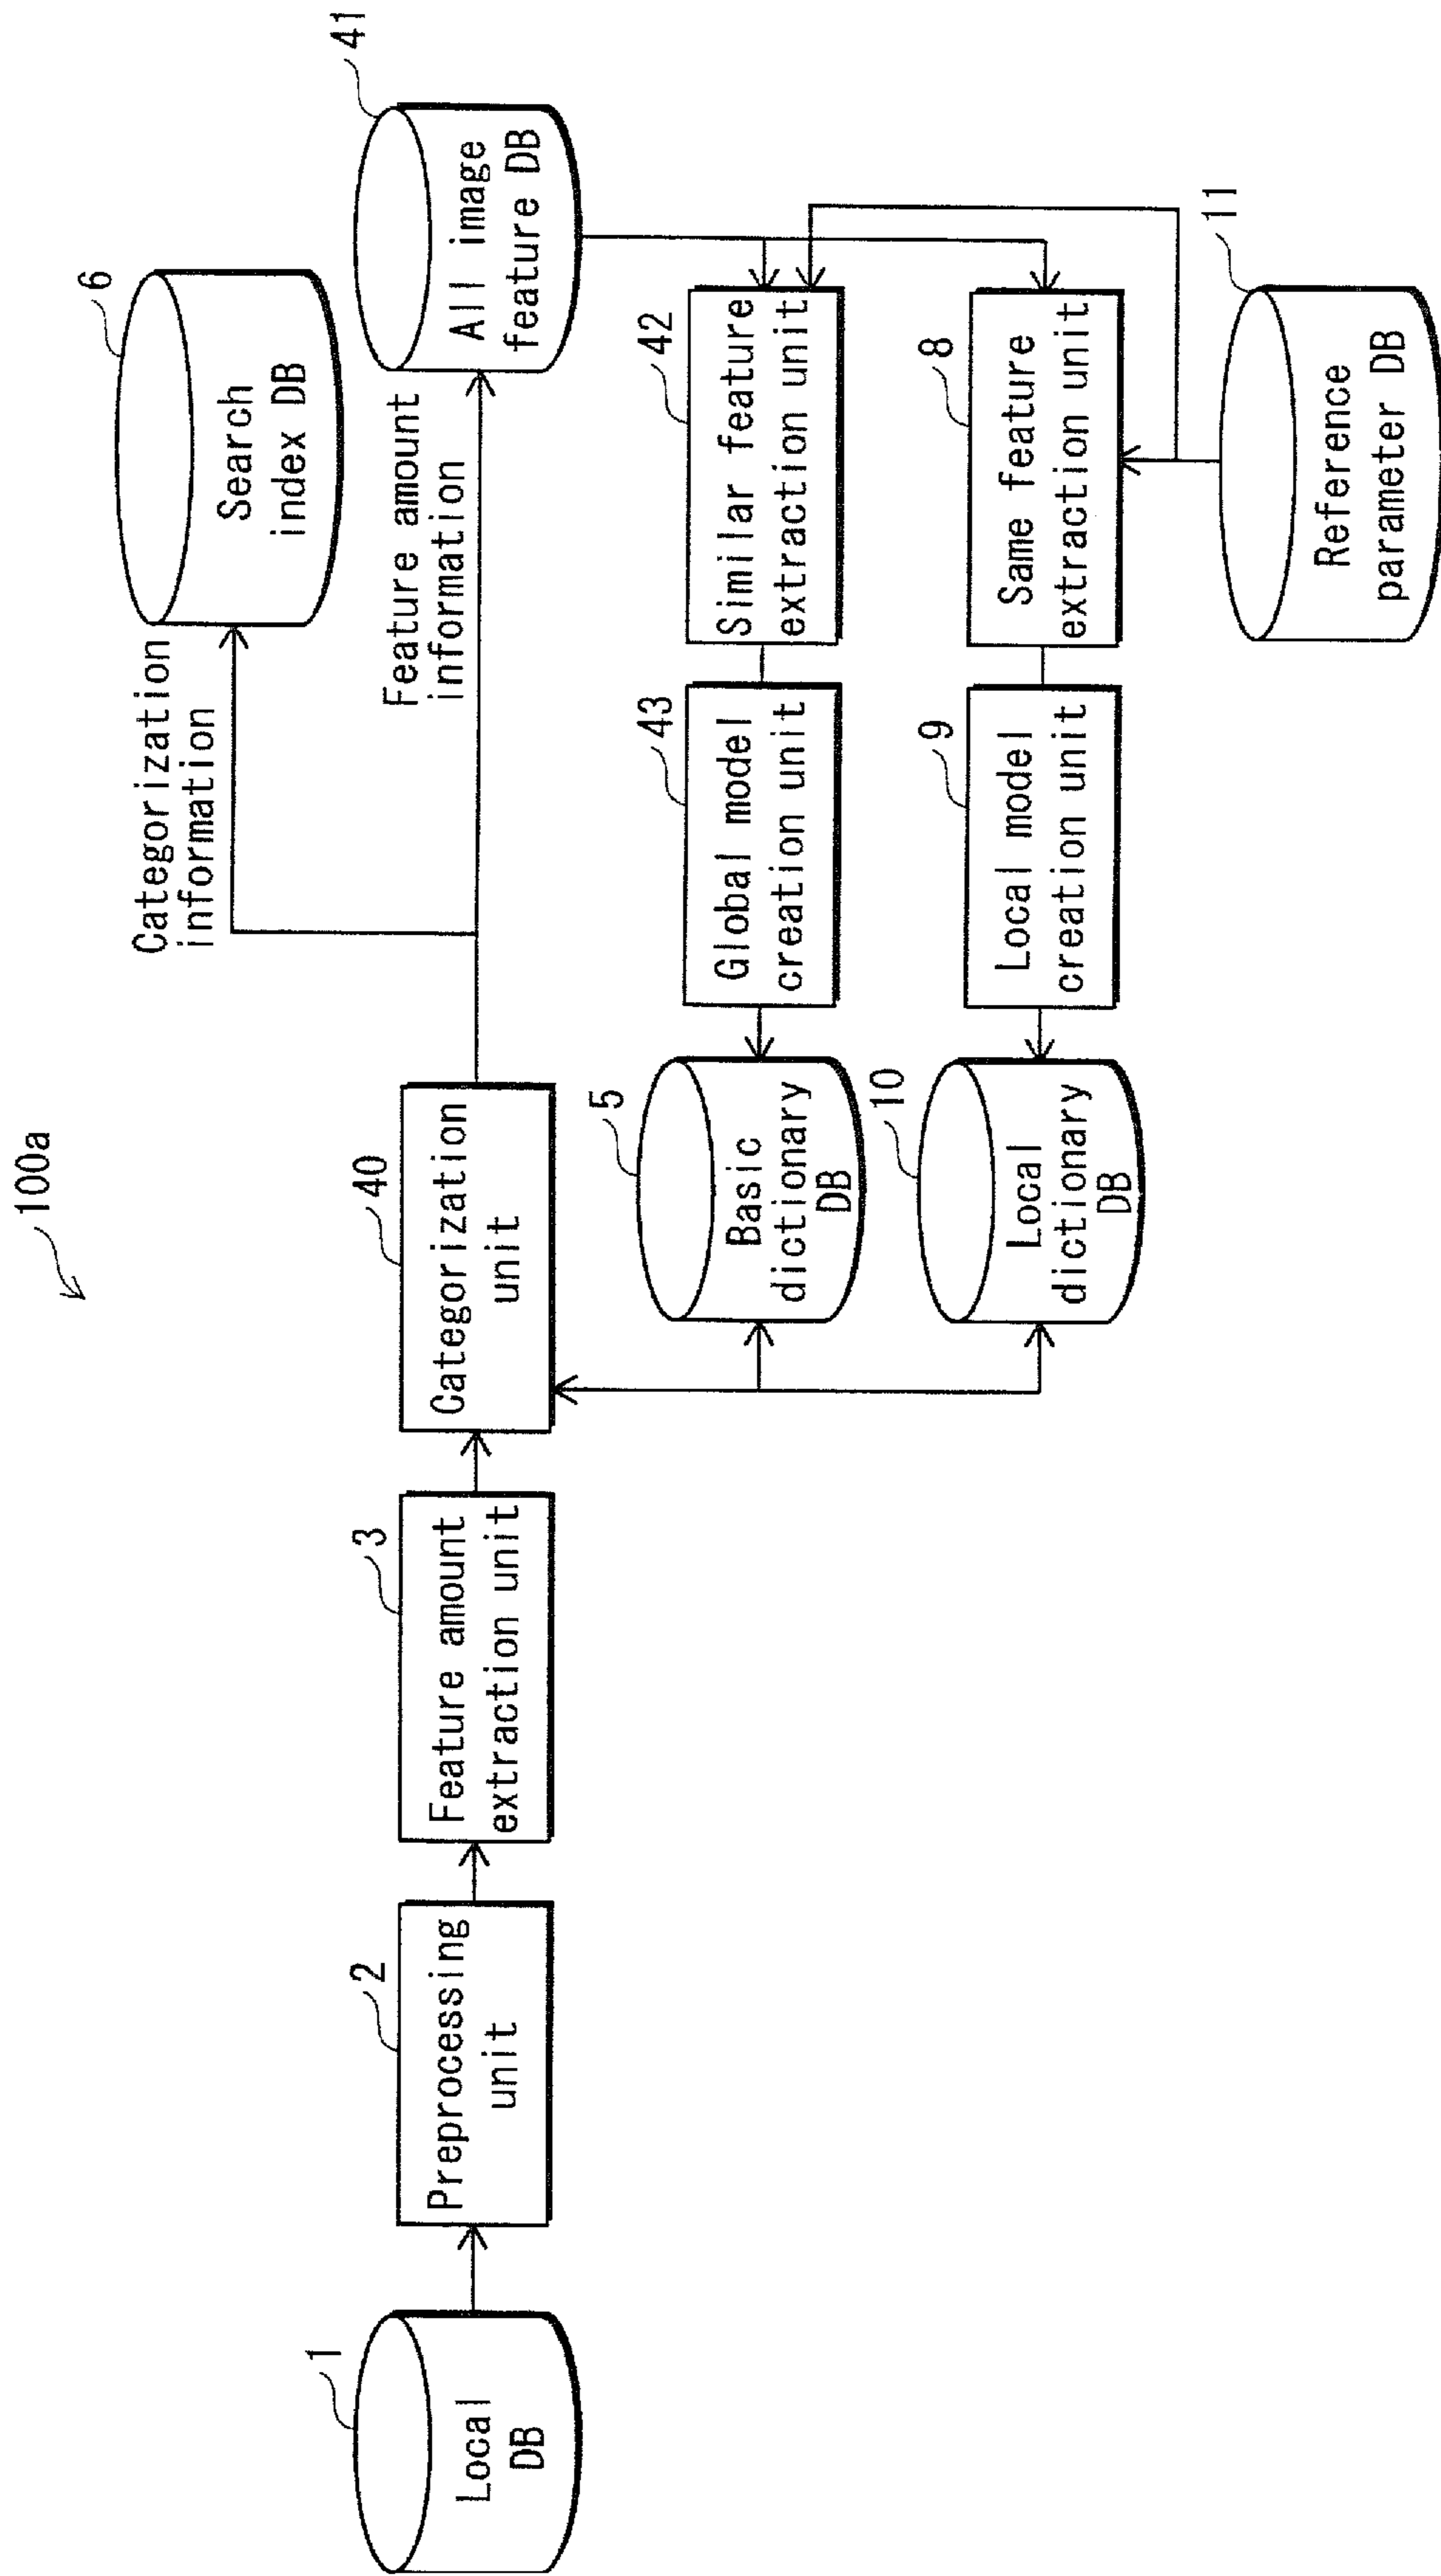 100a
1
Local
DB
2
Preprocessing
unit
3
Feature amount
extraction unit
40
Categorization
unit
Categorization
information
6
Search
index DB
Feature amount
information
41
All image
feature DB
5
Basic
dictionary
DB
43
Global model
creation unit
42
Similar feature
extraction unit
10
Local
dictionary
DB
9
Local model
creation unit
8
Same feature
extraction unit
11
Reference
parameter DB